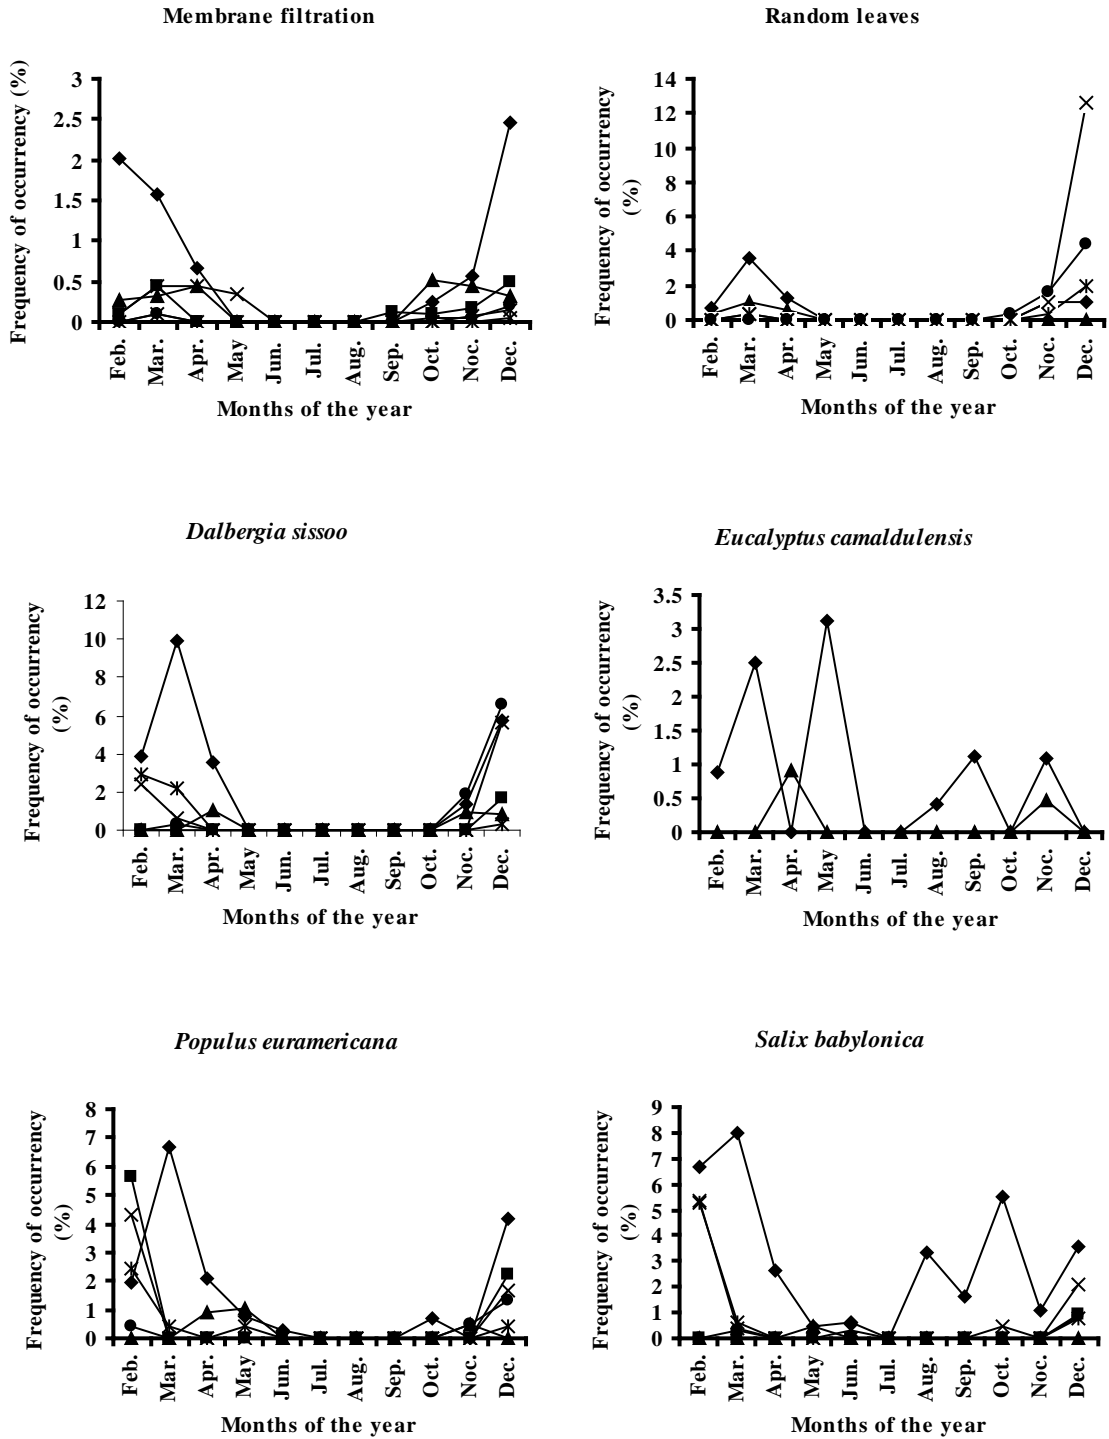 Membrane filtration
Frequency of occurrency (%)
3
2.5
2
1.5
1
0.5
0
Feb.
Mar.
Apr.
May
Jun.
Jul.
Aug.
Sep.
Oct.
Noc.
Dec.
Months of the year
Random leaves
Frequency of occurrency
(%)
14
12
10
8
6
4
2
0
Feb.
Mar.
Apr.
May
Jun.
Jul.
Aug.
Sep.
Oct.
Noc.
Dec.
Months of the year
Dalbergia sissoo
Frequency of occurrency
(%)
12
10
8
6
4
2
0
Feb.
Mar.
Apr.
May
Jun.
Jul.
Aug.
Sep.
Oct.
Noc.
Dec.
Months of the year
Eucalyptus camaldulensis
Frequency of occurrency
(%)
3.5
3
2.5
2
1.5
1
0.5
0
Feb.
Mar.
Apr.
May
Jun.
Jul.
Aug.
Sep.
Oct.
Nov.
Dec.
Months of the year
Populus euramericana
Frequency of occurrency
(%)
8
7
6
5
4
3
2
1
0
Feb.
Mar.
Apr.
May
Jun.
Jul.
Aug.
Sep.
Oct.
Noc.
Dec.
Months of the year
Salix babylonica
Frequency of occurrency
(%)
9
8
7
6
5
4
3
2
1
0
Feb.
Mar.
Apr.
May
Jun.
Jul.
Aug.
Sep.
Oct.
Noc.
Dec.
Months of the year